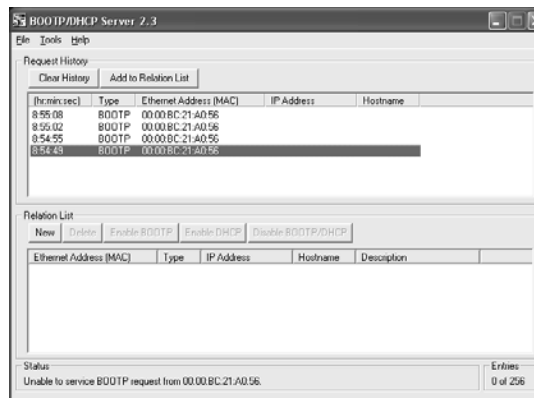 BOOTP/DHCP Server 2.3
File Tools Help
Request History
Clear History Add to Relation List
(hr:min:sec) Type Ethernet Address (MAC) IP Address Hostname
8:55:08 BOOTP 00:00:BC:21:A0:56
8:55:02 BOOTP 00:00:BC:21:A0:56
8:54:55 BOOTP 00:00:BC:21:A0:56
8:54:49 BOOTP 00:00:BC:21:A0:56
Relation List
New Delete Enable BOOTP Enable DHCP Disable BOOTP/DHCP
Ethernet Address (MAC) Type IP Address Hostname Description
Status
Unable to service BOOTP request from 00:00:BC:21:A0:56.
Entries
0 of 256